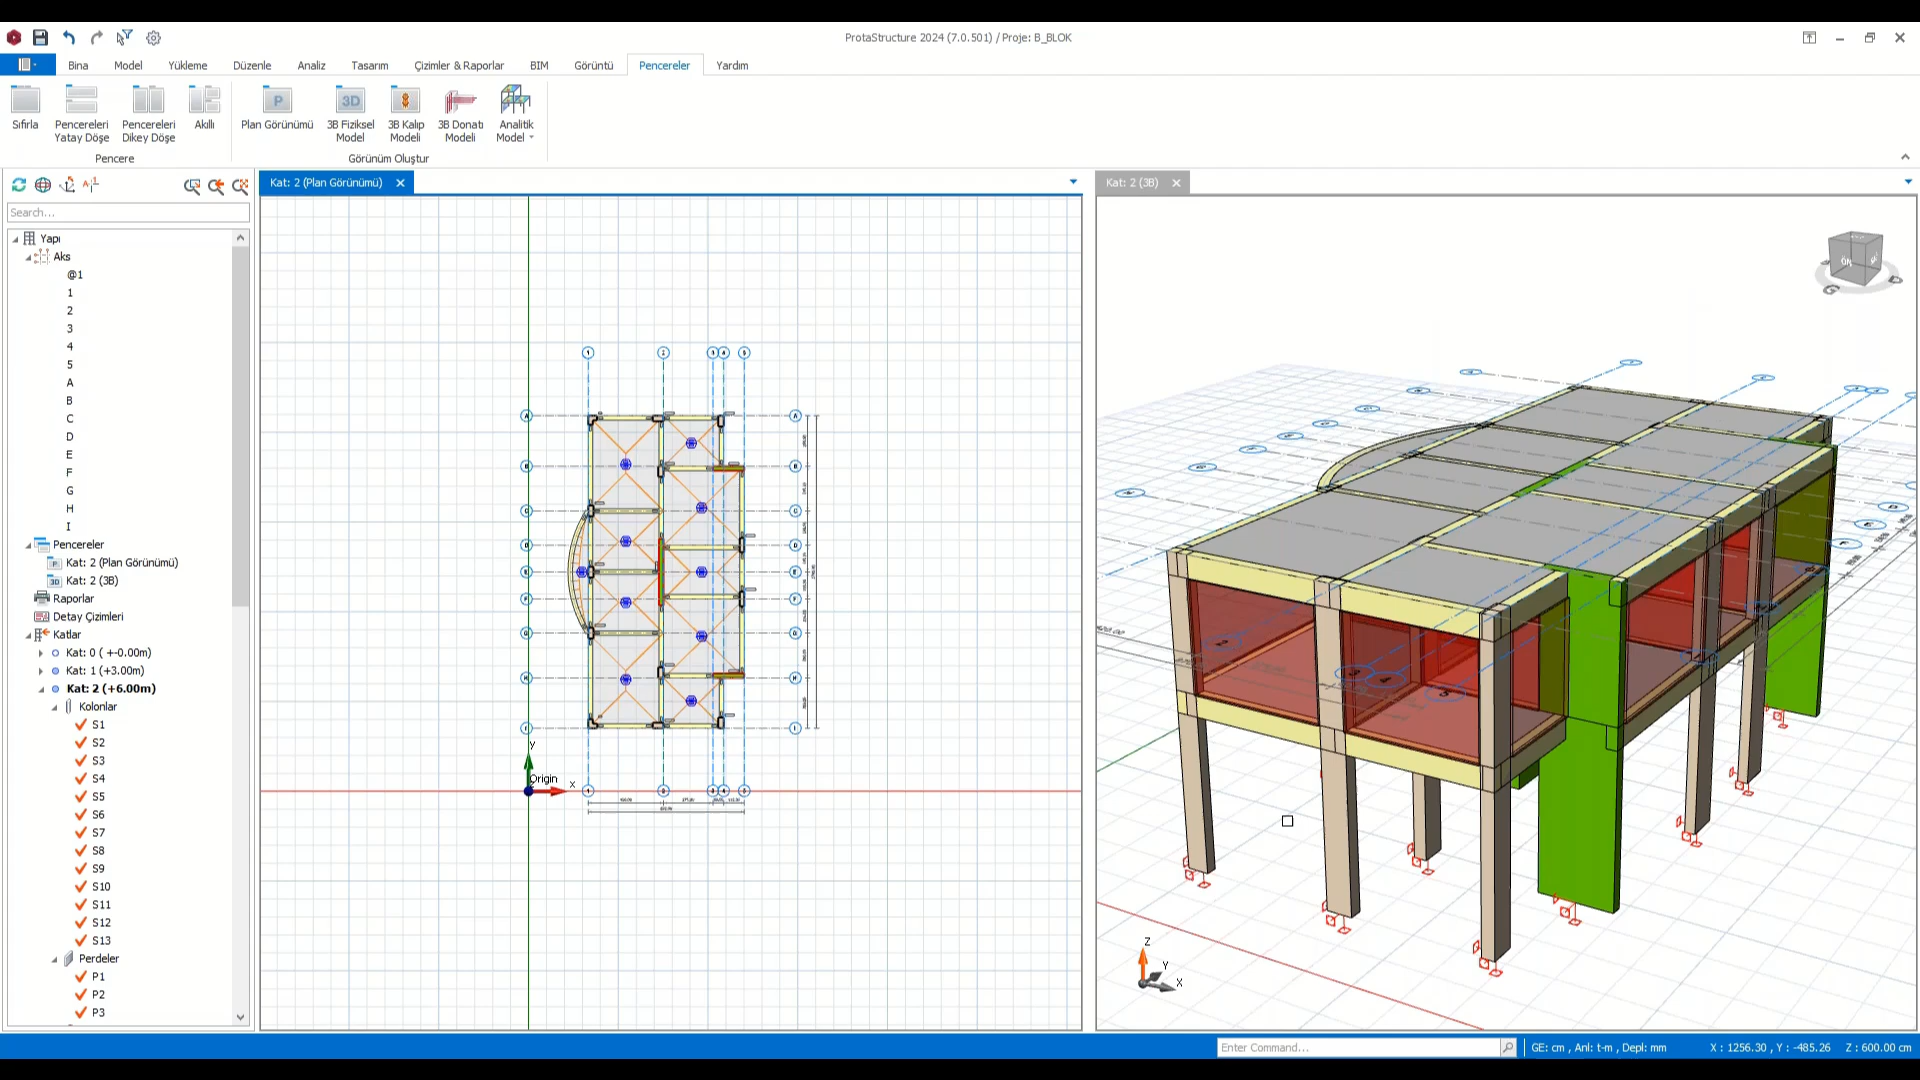 ProtaStructure 2024 (7.0.501) / Proje: B_BLOK
Bina Model Yükleme Düzenle Analiz Tasarım Çizimler & Raporlar BIM Görüntü Pencereler Yardım
Sıfırla
Pencereleri Yatay Döşe
Pencereleri Dikey Döşe
Akıllı
Plan Görünümü
3B Fiziksel Model
3B Kalıp Modeli
3B Donatı Modeli
Analitik Model
Pencere
Görünüm Oluştur
Search...
Yapı
Aks
@1
1
2
3
4
5
A
B
C
D
E
F
G
H
I
Pencereler
Kat: 2 (Plan Görünümü)
Kat: 2 (3B)
Raporlar
Detay Çizimleri
Katlar
Kat: 0 ( +-0.00m)
Kat: 1 (+3.00m)
Kat: 2 (+6.00m)
Kolonlar
S1
S2
S3
S4
S5
S6
S7
S8
S9
S10
S11
S12
S13
Perdeler
P1
P2
P3
Kat: 2 (Plan Görünümü)
y
Origin
x
Kat: 2 (3B)
ÖN
G
D
Z
Y
X
Enter Command...
GE: cm , Anl: t-m , Depl: mm
X : 1256.30 , Y : -485.26
Z : 600.00 cm